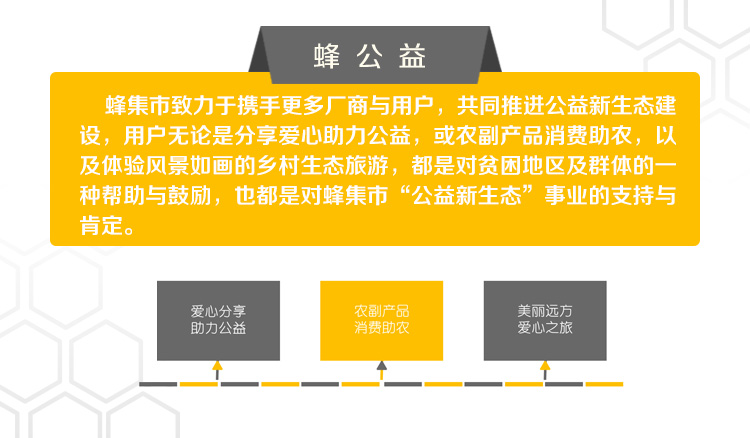 蜂公益
蜂集市致力于携手更多厂商与用户，共同推进公益新生态建
设，用户无论是分享爱心助力公益，或农副产品消费助农，以
及体验风景如画的乡村生态旅游，都是对贫困地区及群体的一
种帮助与鼓励，也都是对蜂集市“公益新生态”事业的支持与
肯定。
爱心分享
助力公益
农副产品
消费助农
美丽远方
爱心之旅